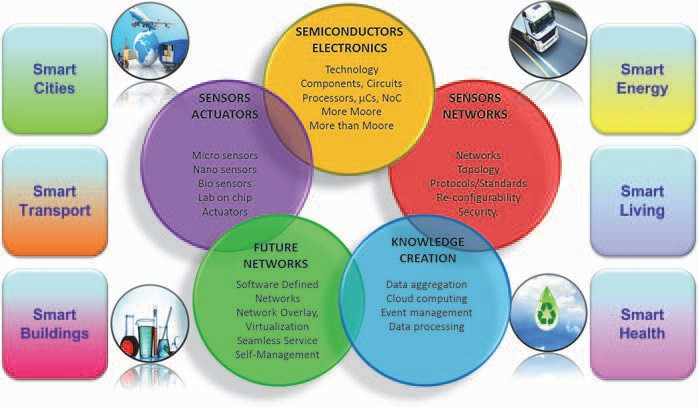 Smart
Cities
Smart
Transport
Smart
Buildings
SEMICONDUCTORS
ELECTRONICS
Technology
Components, Circuits
Processors, µCs, NoC
More Moore
More than Moore
SENSORS
ACTUATORS
Micro sensors
Nano sensors
Bio sensors
Lab on chip
Actuators
SENSORS
NETWORKS
Networks
Topology
Protocols/Standards
Re-configurability
Security.
FUTURE
NETWORKS
Software Defined
Networks
Network Overlay,
Virtualization
Seamless Service
Self-Management
KNOWLEDGE
CREATION
Data aggregation
Cloud computing
Event management
Data processing
Smart
Energy
Smart
Living
Smart
Health